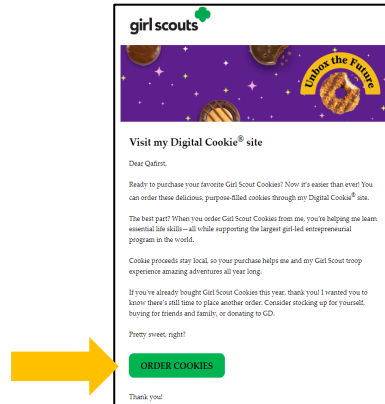 girl scouts
Unbox the Future
Visit my Digital Cookie® site
Dear Qafirst,
Ready to purchase your favorite Girl Scout Cookies? Now it's easier than ever! You
can order these delicious, purpose-filled cookies through my Digital Cookie® site.
The best part? When you order Girl Scout Cookies from me, you're helping me learn
essential life skills—all while supporting the largest girl-led entrepreneurial
program in the world.
Cookie proceeds stay local, so your purchase helps me and my Girl Scout troop
experience amazing adventures all year long.
If you've already bought Girl Scout Cookies this year, thank you! I wanted you to
know there's still time to place another order. Consider stocking up for yourself,
buying for friends and family, or donating to GD.
Pretty sweet, right?
ORDER COOKIES
Thank you!